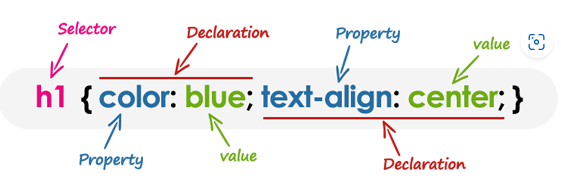 Selector
Declaration
Property
value
h1 { color: blue; text-align: center; }
Property
value
Declaration